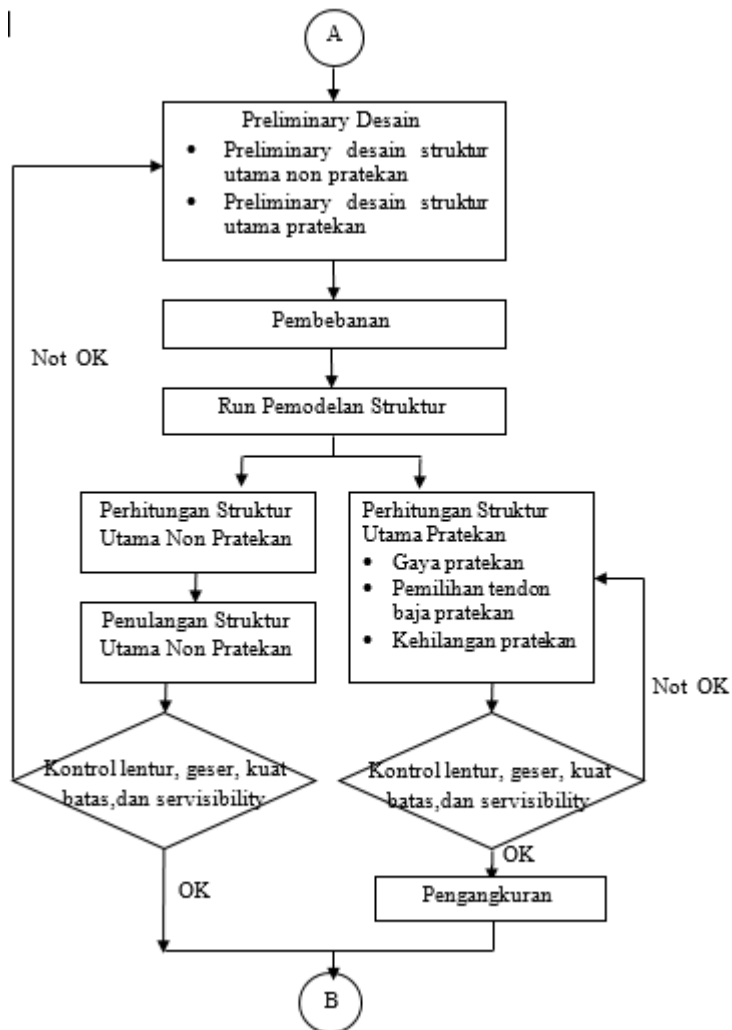 A
Preliminary Desain
• Preliminary desain struktur
utama non pratekan
• Preliminary desain struktur
utama pratekan
Pembebanan
Not OK
Run Pemodelan Struktur
Perhitungan Struktur
Utama Non Pratekan
Perhitungan Struktur
Utama Pratekan
• Gaya pratekan
• Pemilihan tendon
baja pratekan
• Kehilangan pratekan
Penulangan Struktur
Utama Non Pratekan
Not OK
Kontrol lentur, geser, kuat
batas,dan servisibility
Kontrol lentur, geser, kuat
batas,dan servisibility
OK
OK
Pengangkuran
B